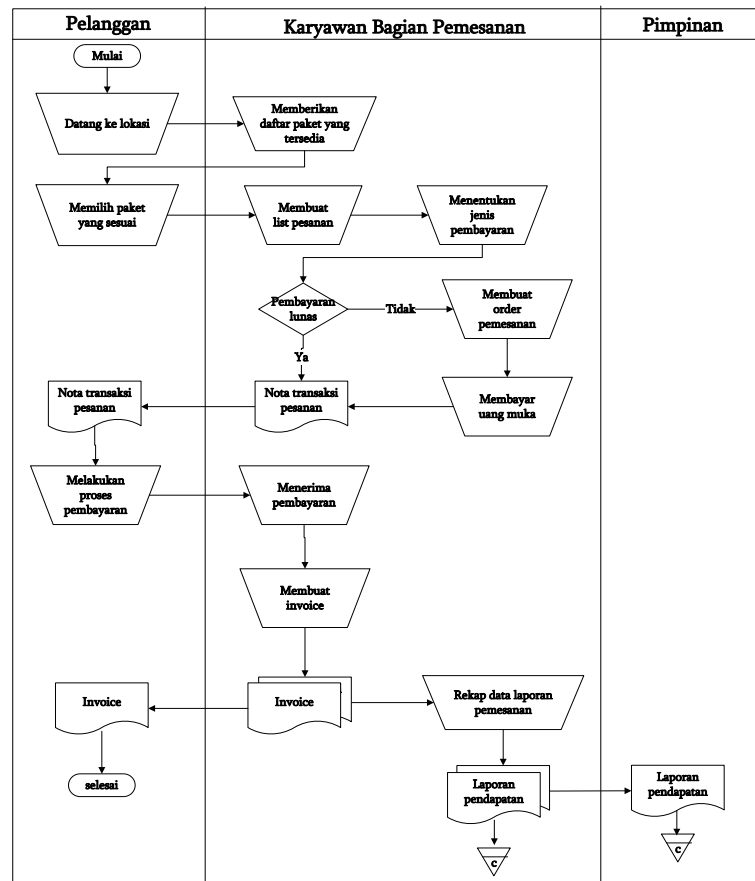 Pelanggan
Karyawan Bagian Pemesanan
Pimpinan
Mulai
Datang ke lokasi
Memberikan
daftar paket yang
tersedia
Memilih paket
yang sesuai
Membuat
list pesanan
Menentukan
jenis
pembayaran
Pembayaran
lunas
Tidak
Membuat
order
pemesanan
Ya
Nota transaksi
pesanan
Nota transaksi
pesanan
Membayar
uang muka
Melakukan
proses
pembayaran
Menerima
pembayaran
Membuat
invoice
Invoice
Invoice
Rekap data laporan
pemesanan
selesai
Laporan
pendapatan
Laporan
pendapatan
C
C